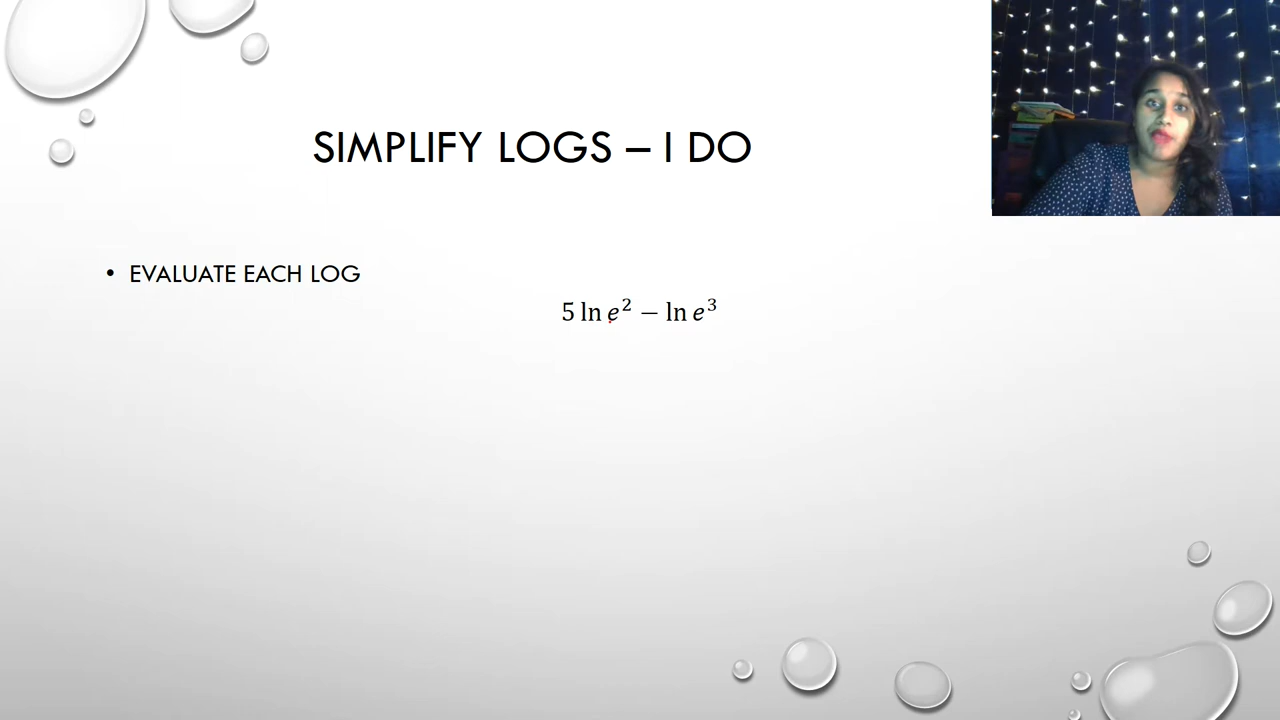 SIMPLIFY LOGS – I DO
• EVALUATE EACH LOG
5 ln e² − ln e³